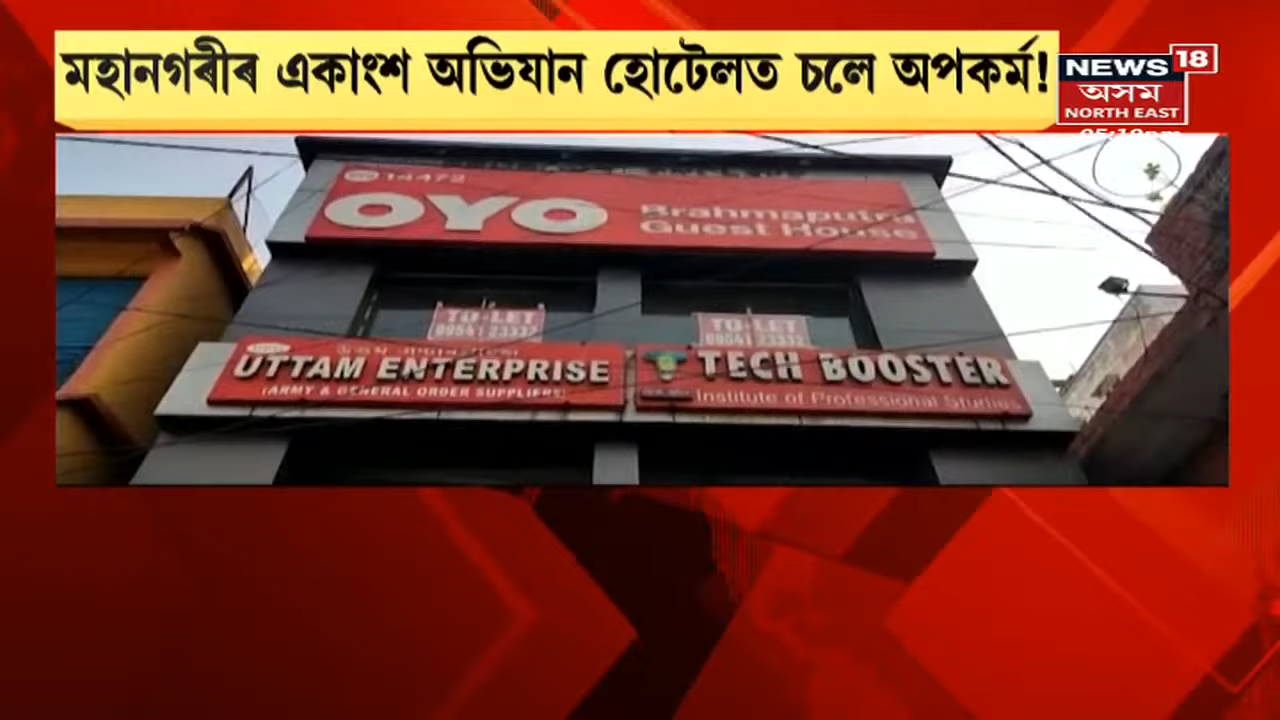 মহানগৰীৰ একাংশ অভিযান হোটেলত চলে অপকৰ্ম!
NEWS 18
অসম
NORTH EAST
14472
OYO
Brahmaputra
Guest House
TO-LET
TO-LET
UTTAM ENTERPRISE
(ARMY & GENERAL ORDER SUPPLIERS)
TECH BOOSTER
Institute of Professional Studies